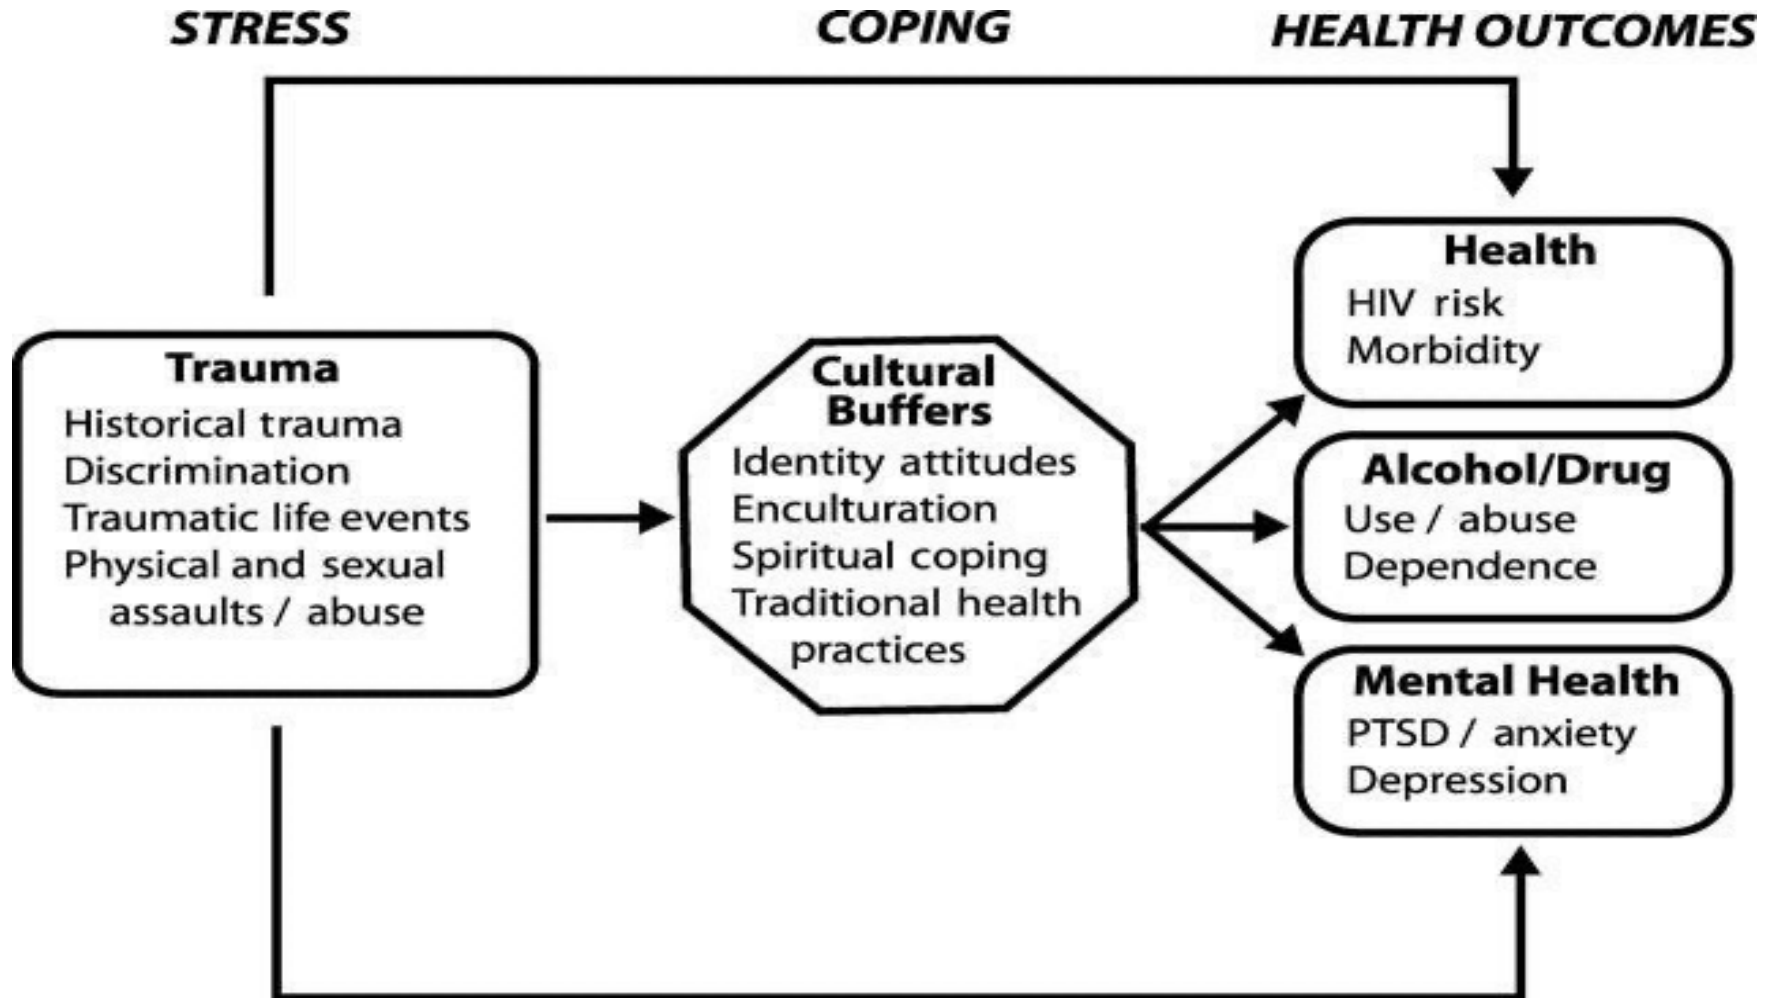 STRESS
COPING
HEALTH OUTCOMES
Trauma
Historical trauma
Discrimination
Traumatic life events
Physical and sexual
assaults / abuse
Cultural
Buffers
Identity attitudes
Enculturation
Spiritual coping
Traditional health
practices
Health
HIV risk
Morbidity
Alcohol/Drug
Use / abuse
Dependence
Mental Health
PTSD / anxiety
Depression